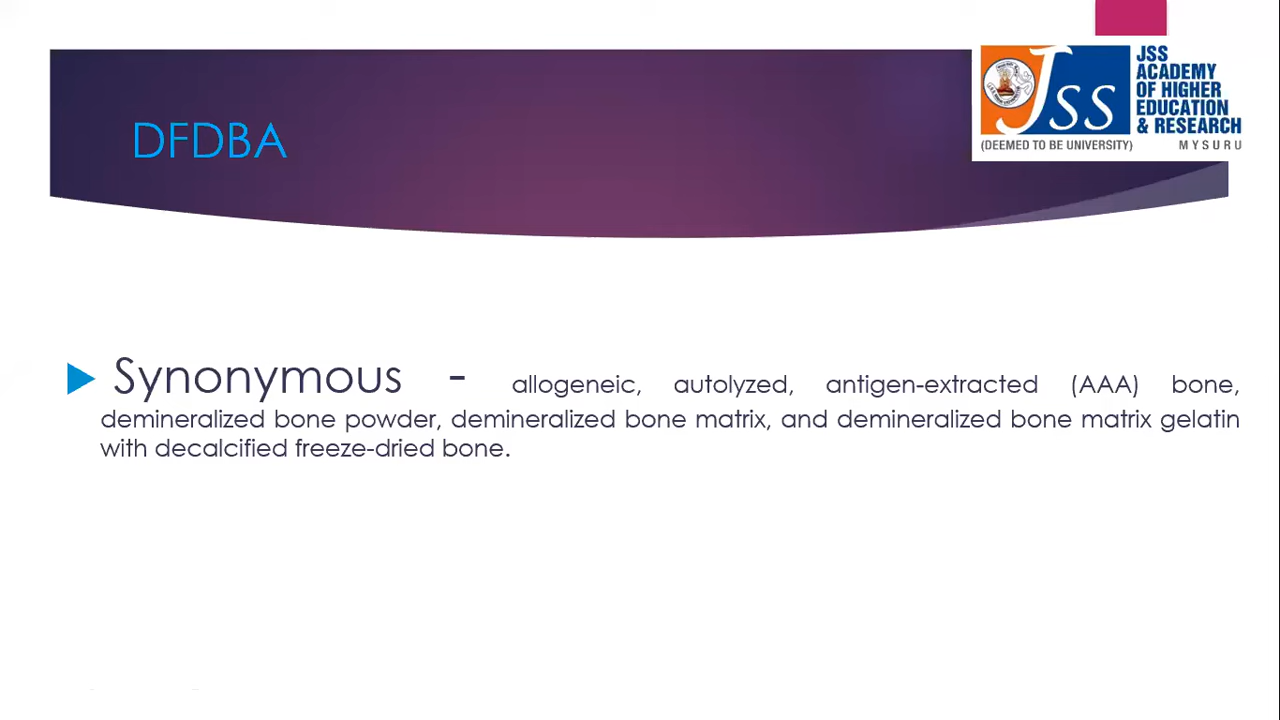 JSS
ACADEMY
OF HIGHER
EDUCATION
& RESEARCH
JSS
(DEEMED TO BE UNIVERSITY) MYSURU
DFDBA
Synonymous - allogeneic, autolyzed, antigen-extracted (AAA) bone,
demineralized bone powder, demineralized bone matrix, and demineralized bone matrix gelatin
with decalcified freeze-dried bone.